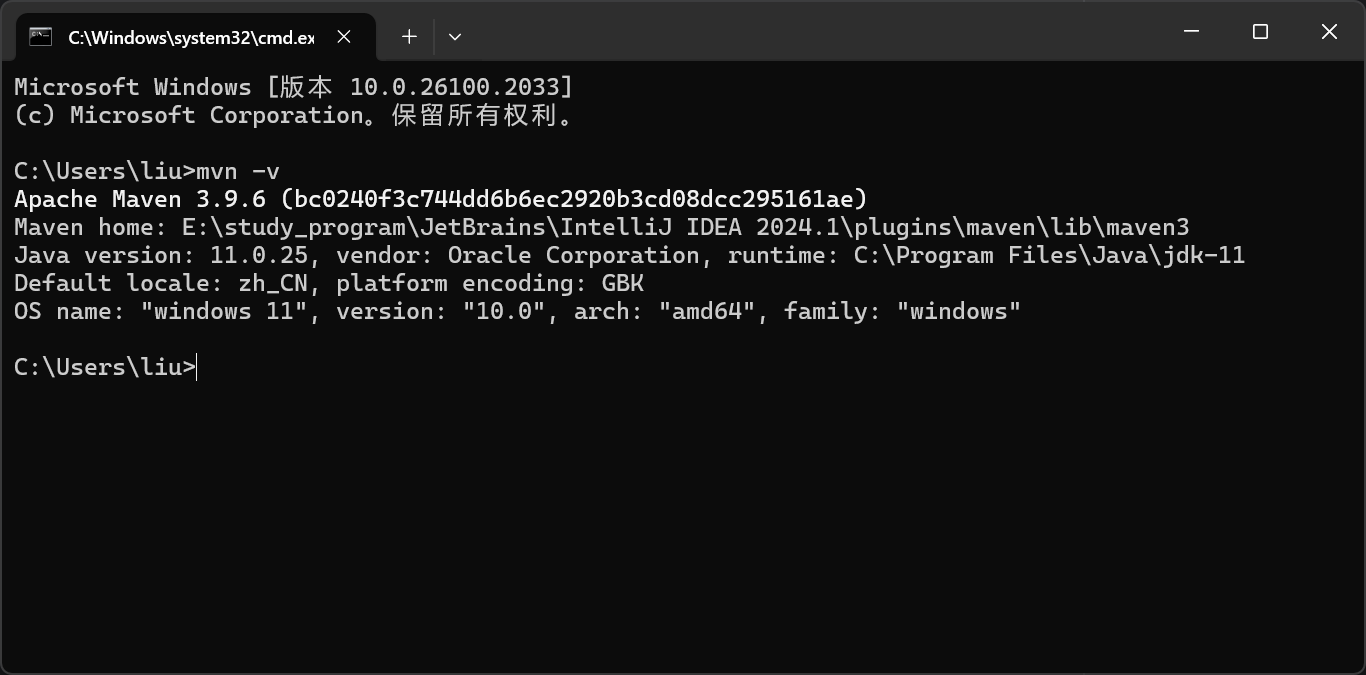 C:\Windows\system32\cmd.ex
Microsoft Windows [版本 10.0.26100.2033]
(c) Microsoft Corporation。保留所有权利。
C:\Users\liu>mvn -v
Apache Maven 3.9.6 (bc0240f3c744dd6b6ec2920b3cd08dcc295161ae)
Maven home: E:\study_program\JetBrains\IntelliJ IDEA 2024.1\plugins\maven\lib\maven3
Java version: 11.0.25, vendor: Oracle Corporation, runtime: C:\Program Files\Java\jdk-11
Default locale: zh_CN, platform encoding: GBK
OS name: "windows 11", version: "10.0", arch: "amd64", family: "windows"
C:\Users\liu>